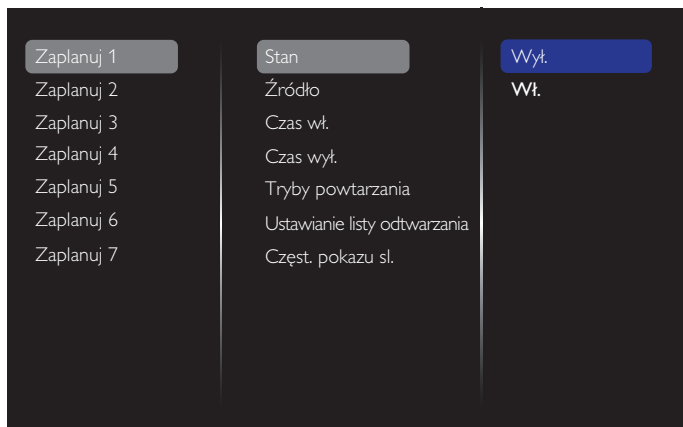 Zaplanuj 1
Zaplanuj 2
Zaplanuj 3
Zaplanuj 4
Zaplanuj 5
Zaplanuj 6
Zaplanuj 7
Stan
Źródło
Czas wł.
Czas wył.
Tryby powtarzania
Ustawianie listy odtwarzania
Częst. pokazu sl.
Wył.
Wł.